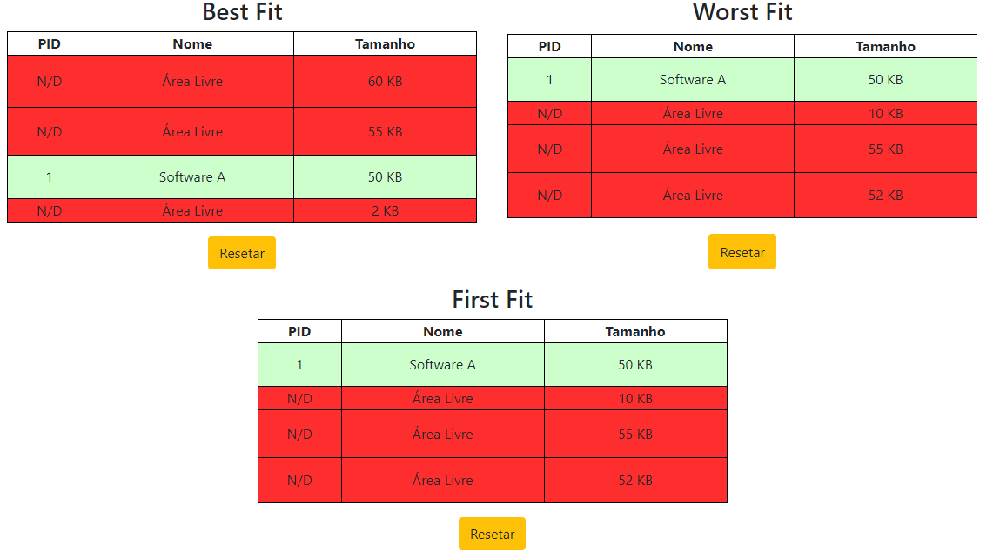 Best Fit
PID Nome Tamanho
N/D Área Livre 60 KB
N/D Área Livre 55 KB
1 Software A 50 KB
N/D Área Livre 2 KB
Resetar
Worst Fit
PID Nome Tamanho
1 Software A 50 KB
N/D Área Livre 10 KB
N/D Área Livre 55 KB
N/D Área Livre 52 KB
Resetar
First Fit
PID Nome Tamanho
1 Software A 50 KB
N/D Área Livre 10 KB
N/D Área Livre 55 KB
N/D Área Livre 52 KB
Resetar